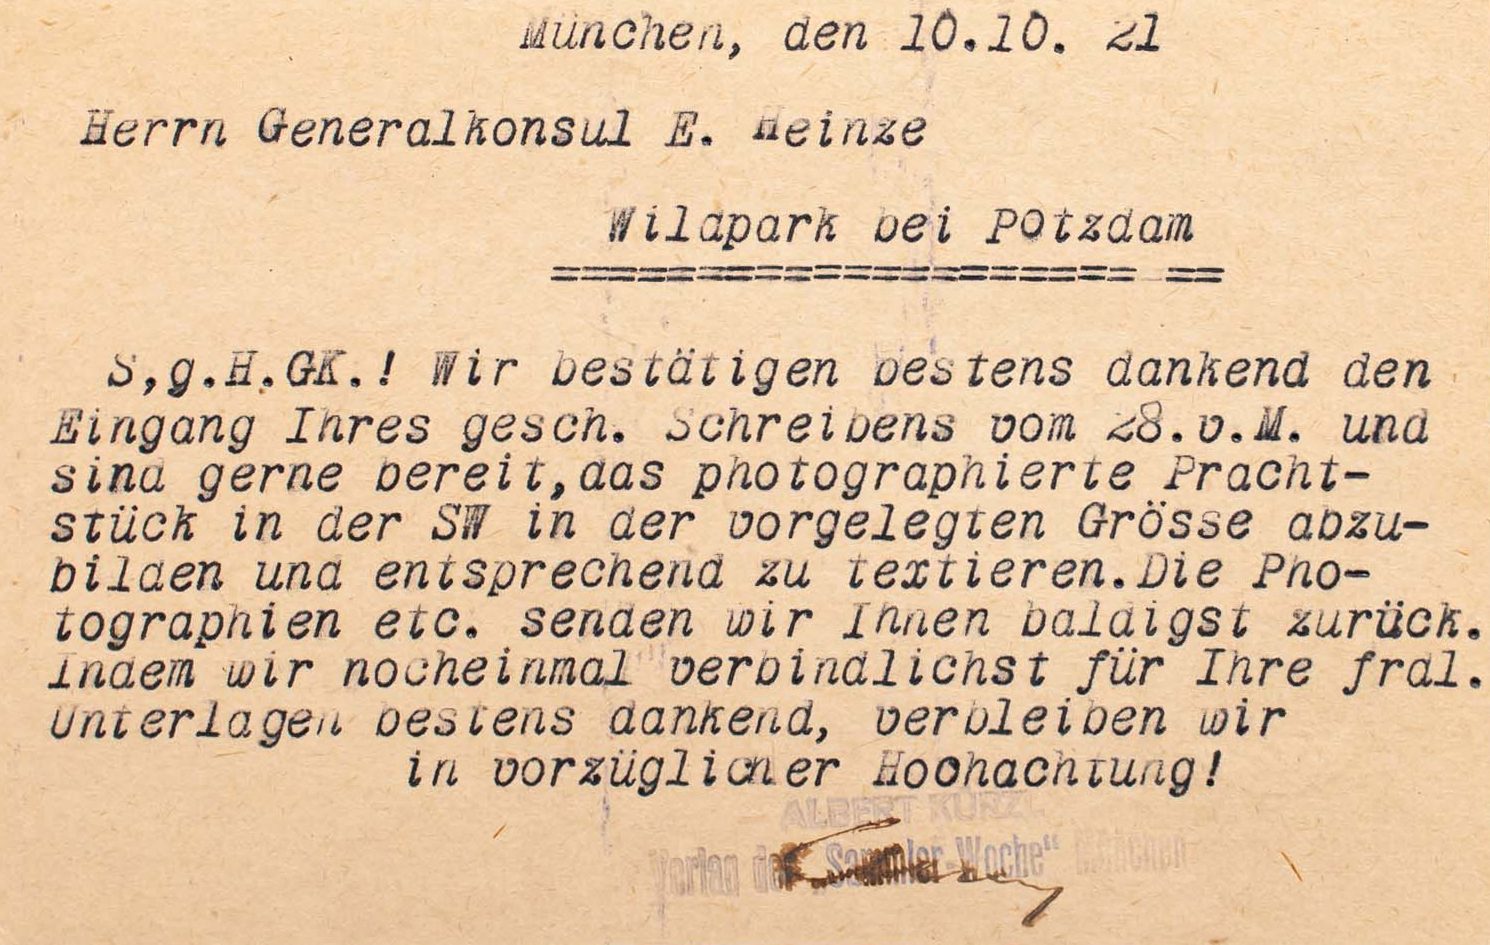 München, den 10.10. 21
Herrn Generalkonsul E. Heinze
Wildpark bei Potzdam
======================= ==
S,g.H.GK.! Wir bestätigen bestens dankend den
Eingang Ihres gesch. Schreibens vom 28.v.M. und
sind gerne bereit,das photographierte Pracht-
stück in der SW in der vorgelegten Grösse abzu-
bilden und entsprechend zu textieren.Die Pho-
tographien etc. senden wir Ihnen baldigst zurück.
Indem wir nocheinmal verbindlichst für Ihre frdl.
Unterlagen bestens dankend, verbleiben wir
in vorzüglicher Hochachtung!
ALBERT KÜRZL
Verlag der „Sammler-Woche“ München